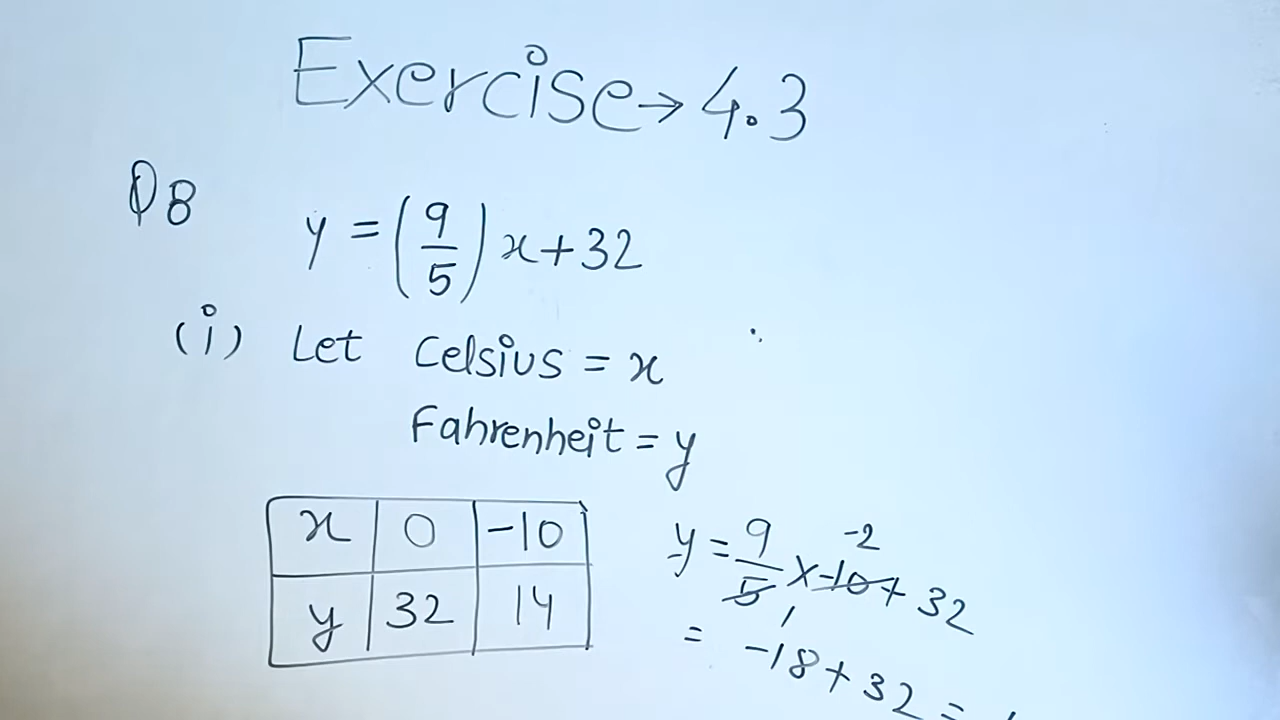 Exercise → 4.3
Q8 y = (9/5) x + 32
(i) Let Celsius = x
Fahrenheit = y
x 0 -10
y 32 14
y = 9/5 × -10 + 32
-2
1
= -18 + 32 =